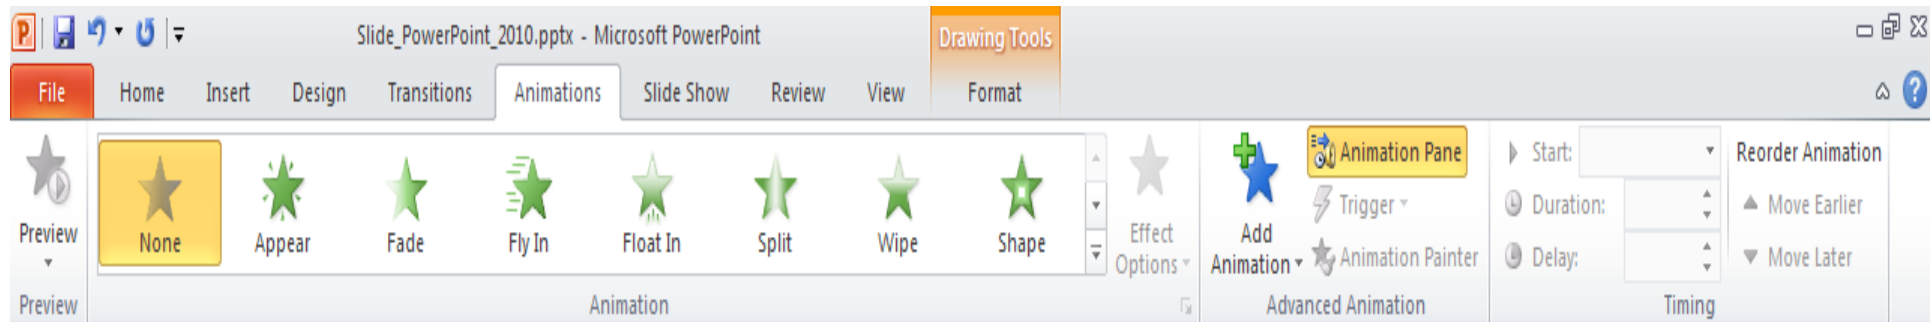 Slide_PowerPoint_2010.pptx - Microsoft PowerPoint
Drawing Tools
File Home Insert Design Transitions Animations Slide Show Review View Format
Preview
None Appear Fade Fly In Float In Split Wipe Shape
Effect Options
Add Animation
Animation Pane
Trigger
Animation Painter
Start:
Duration:
Delay:
Reorder Animation
Move Earlier
Move Later
Preview Animation Advanced Animation Timing